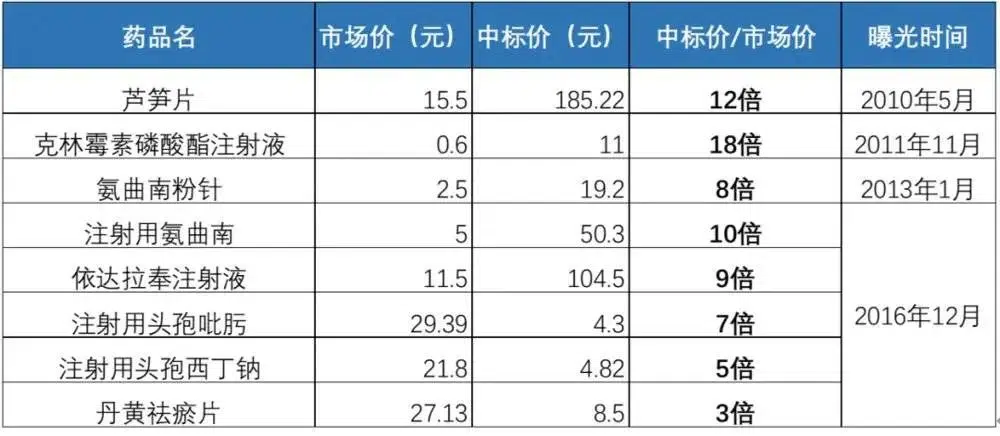 药品名 市场价（元） 中标价（元） 中标价/市场价 曝光时间
芦笋片 15.5 185.22 12倍 2010年5月
克林霉素磷酸酯注射液 0.6 11 18倍 2011年11月
氨曲南粉针 2.5 19.2 8倍 2013年1月
注射用氨曲南 5 50.3 10倍
依达拉奉注射液 11.5 104.5 9倍
注射用头孢吡肟 29.39 4.3 7倍 2016年12月
注射用头孢西丁钠 21.8 4.82 5倍
丹黄祛瘀片 27.13 8.5 3倍